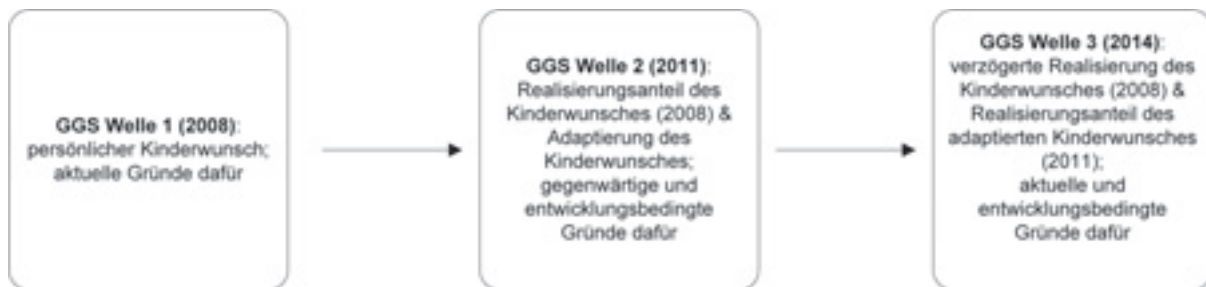 GGS Welle 1 (2008):
persönlicher Kinderwunsch;
aktuelle Gründe dafür
GGS Welle 2 (2011):
Realisierungsanteil des
Kinderwunsches (2008) &
Adaptierung des
Kinderwunsches;
gegenwärtige und
entwicklungsbedingte
Gründe dafür
GGS Welle 3 (2014):
verzögerte Realisierung des
Kinderwunsches (2008) &
Realisierungsanteil des
adaptierten Kinderwunsches
(2011);
aktuelle und
entwicklungsbedingte
Gründe dafür